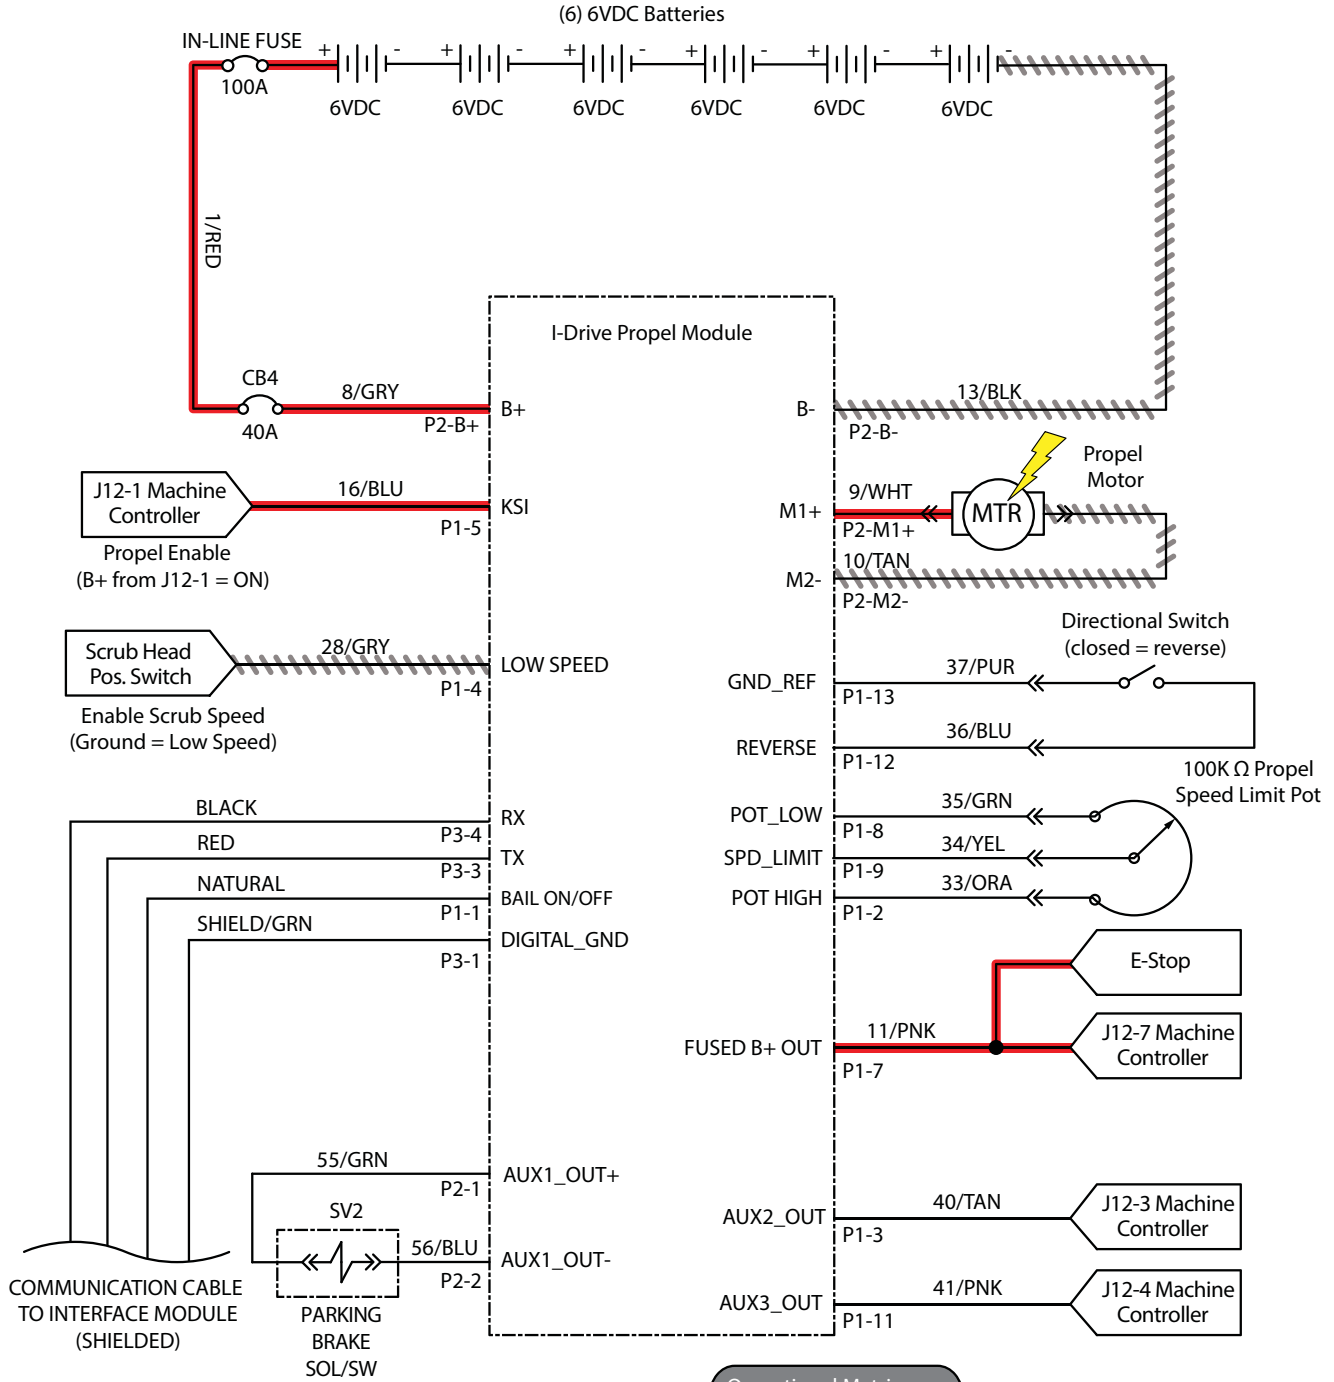 (6) 6VDC Batteries
IN-LINE FUSE
+ - + - + - + - + - + -
100A
6VDC 6VDC 6VDC 6VDC 6VDC 6VDC
1/RED
I-Drive Propel Module
CB4
8/GRY
B+
P2-B+
40A
13/BLK
B-
P2-B-
J12-1 Machine
Controller
16/BLU
KSI
P1-5
Propel Enable
(B+ from J12-1 = ON)
Propel
Motor
9/WHT
M1+
MTR
P2-M1+
10/TAN
M2-
P2-M2-
Scrub Head
Pos. Switch
28/GRY
LOW SPEED
P1-4
Enable Scrub Speed
(Ground = Low Speed)
Directional Switch
(closed = reverse)
37/PUR
GND_REF
P1-13
36/BLU
REVERSE
P1-12
100K Ω Propel
Speed Limit Pot
BLACK
RX
P3-4
RED
TX
P3-3
NATURAL
BAIL ON/OFF
P1-1
SHIELD/GRN
DIGITAL_GND
P3-1
35/GRN
POT_LOW
P1-8
34/YEL
SPD_LIMIT
P1-9
33/ORA
POT HIGH
P1-2
E-Stop
11/PNK
FUSED B+ OUT
P1-7
J12-7 Machine
Controller
55/GRN
AUX1_OUT+
P2-1
SV2
56/BLU
AUX1_OUT-
P2-2
40/TAN
AUX2_OUT
P1-3
J12-3 Machine
Controller
41/PNK
AUX3_OUT
P1-11
J12-4 Machine
Controller
COMMUNICATION CABLE
TO INTERFACE MODULE
(SHIELDED)
PARKING
BRAKE
SOL/SW